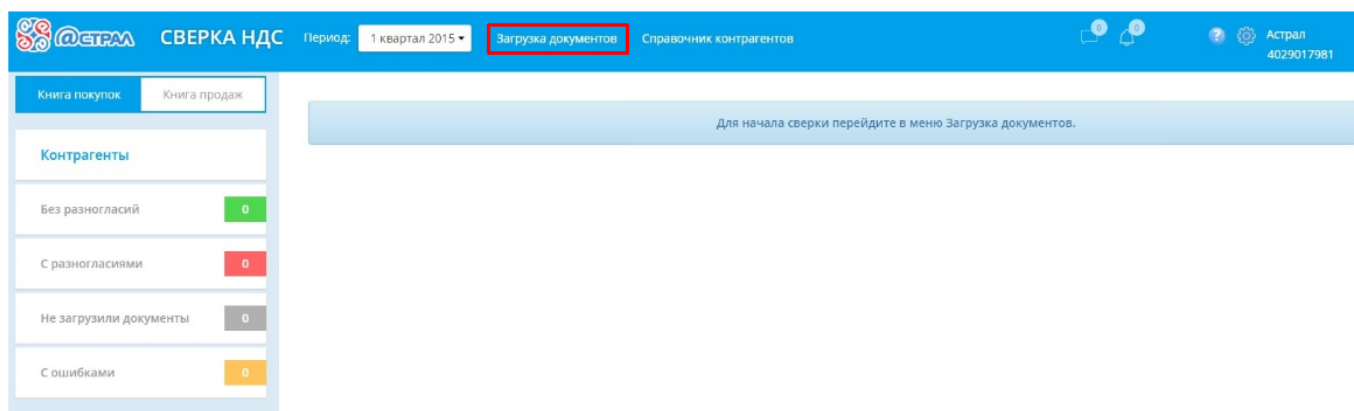 @СТРАЛ СВЕРКА НДС Период: 1 квартал 2015 Загрузка документов Справочник контрагентов 0 0 ? Астрал
4029017981
Книга покупок Книга продаж
Для начала сверки перейдите в меню Загрузка документов.
Контрагенты
Без разногласий 0
С разногласиями 0
Не загрузили документы 0
С ошибками 0